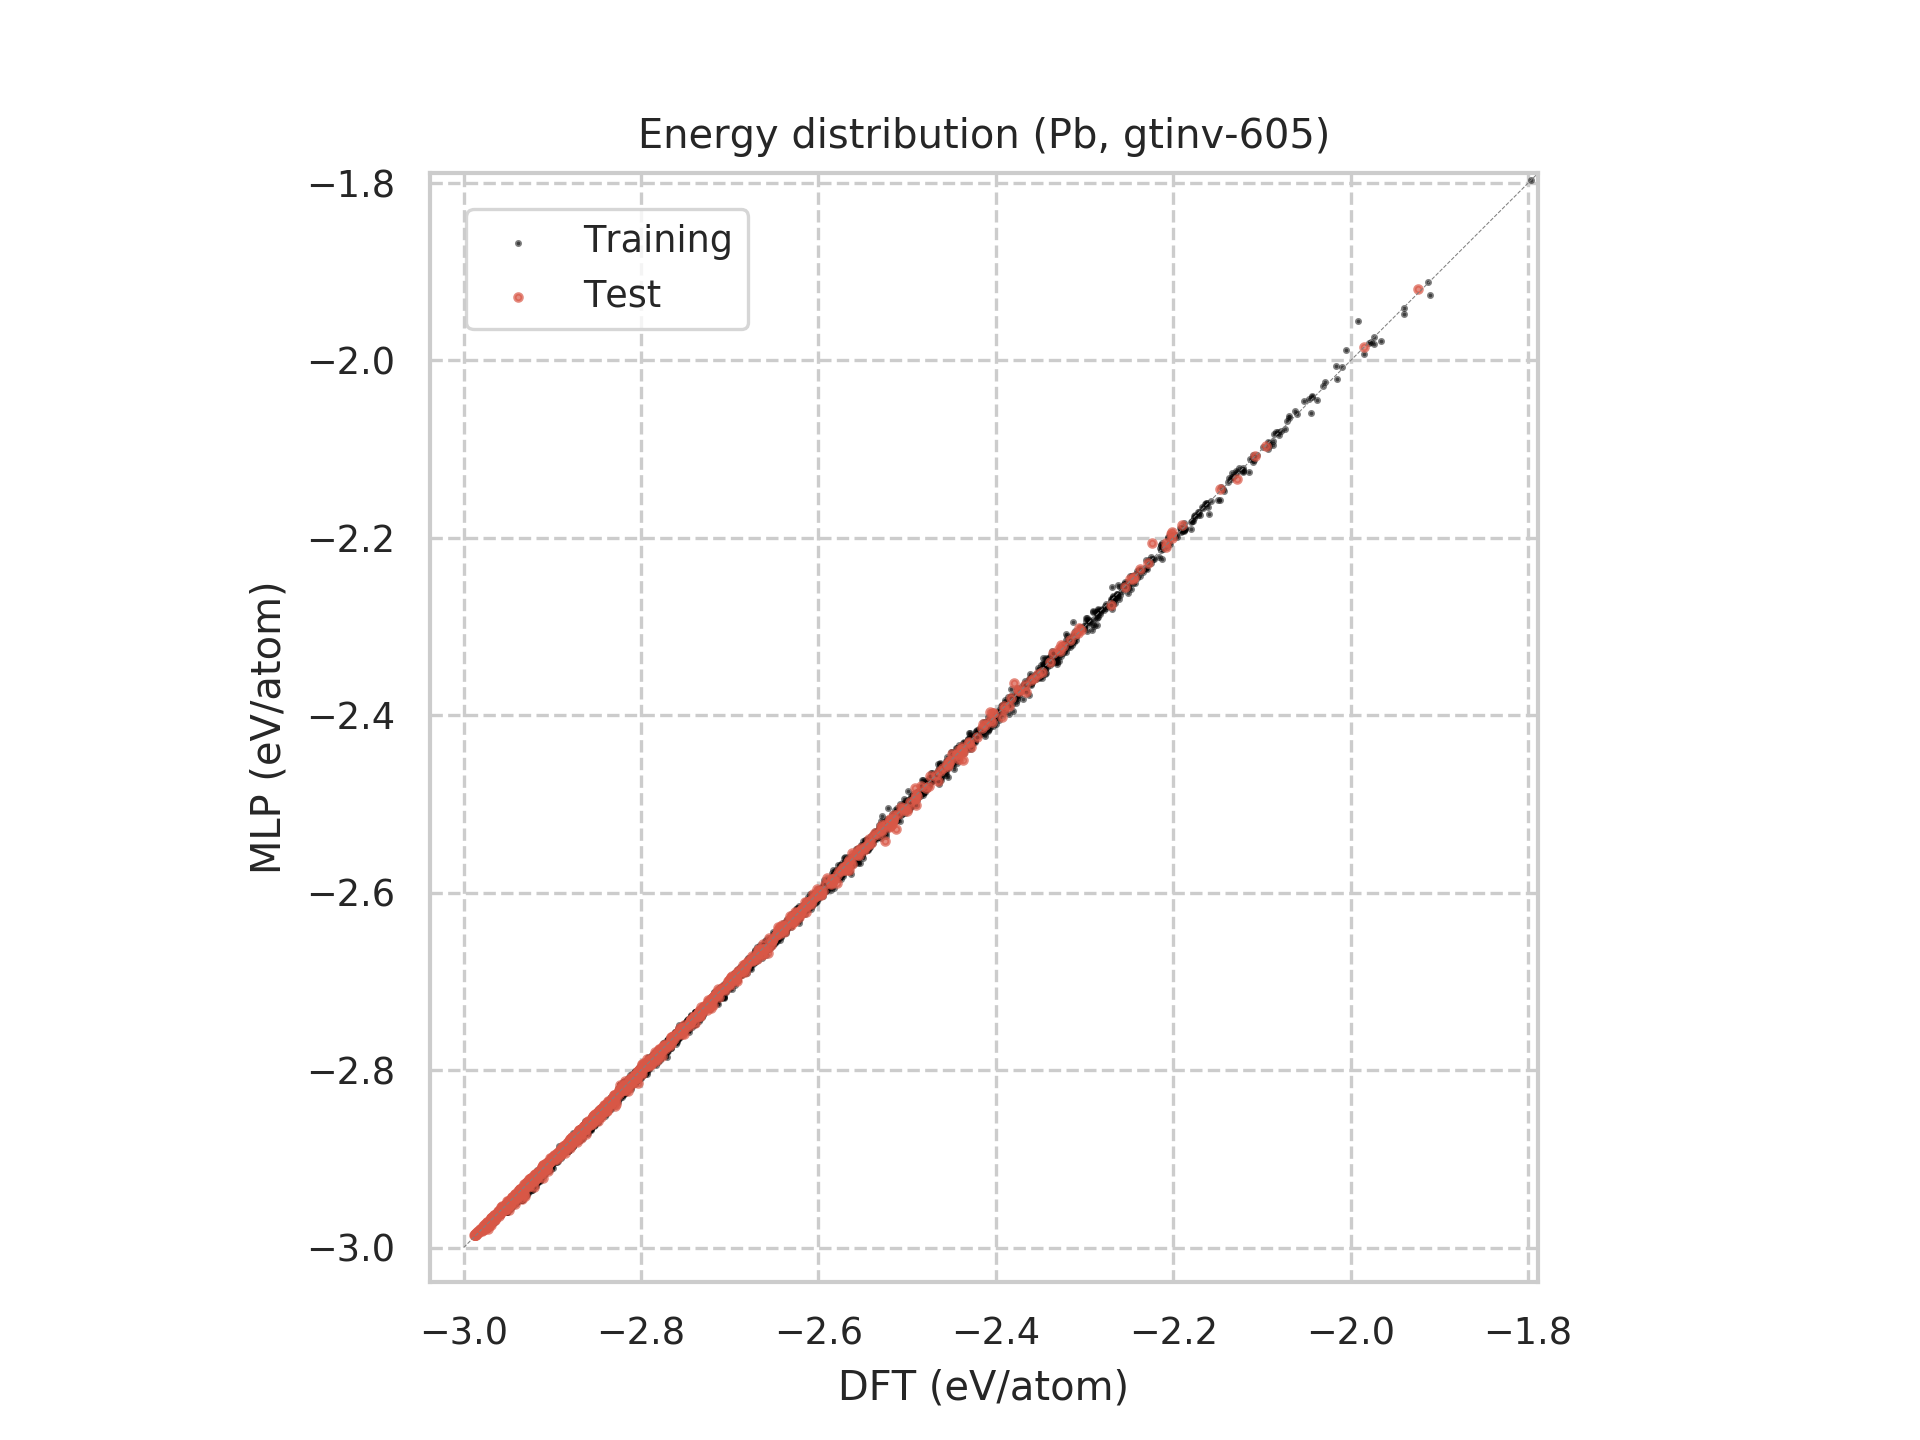 Energy distribution (Pb, gtinv-605)
Training
Test
MLP (eV/atom)
−1.8
−2.0
−2.2
−2.4
−2.6
−2.8
−3.0
−3.0 −2.8 −2.6 −2.4 −2.2 −2.0 −1.8
DFT (eV/atom)